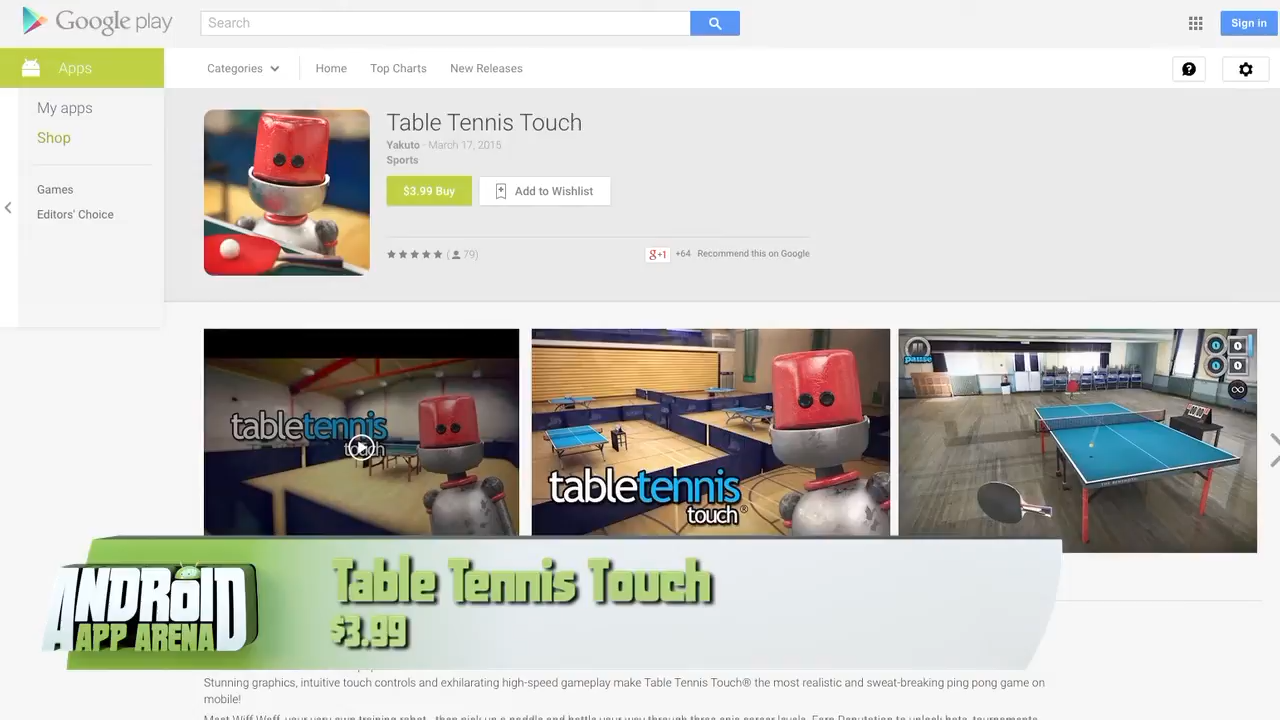 Google play
Search
Sign in
Apps
Categories
Home
Top Charts
New Releases
My apps
Shop
Games
Editors' Choice
Table Tennis Touch
Yakuto - March 17, 2015
Sports
$3.99 Buy
Add to Wishlist
( 79)
g+1
+64 Recommend this on Google
tabletennis
touch
tabletennis
touch®
pause
0 0
0 0
ANDROID
APP ARENA
Table Tennis Touch
$3.99
Stunning graphics, intuitive touch controls and exhilarating high-speed gameplay make Table Tennis Touch® the most realistic and sweat-breaking ping pong game on
mobile!